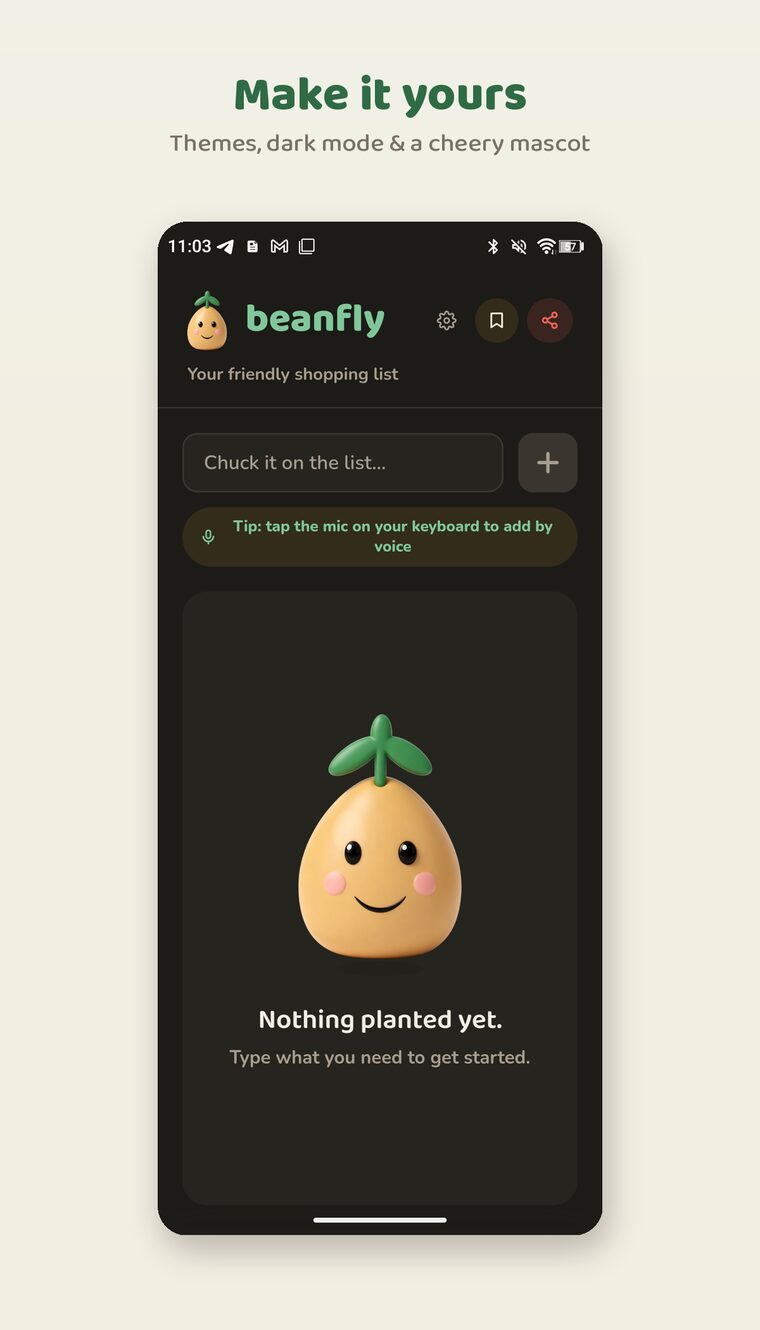 Make it yours
Themes, dark mode & a cheery mascot
11:03
67
beanfly
Your friendly shopping list
Chuck it on the list...
Tip: tap the mic on your keyboard to add by
voice
Nothing planted yet.
Type what you need to get started.